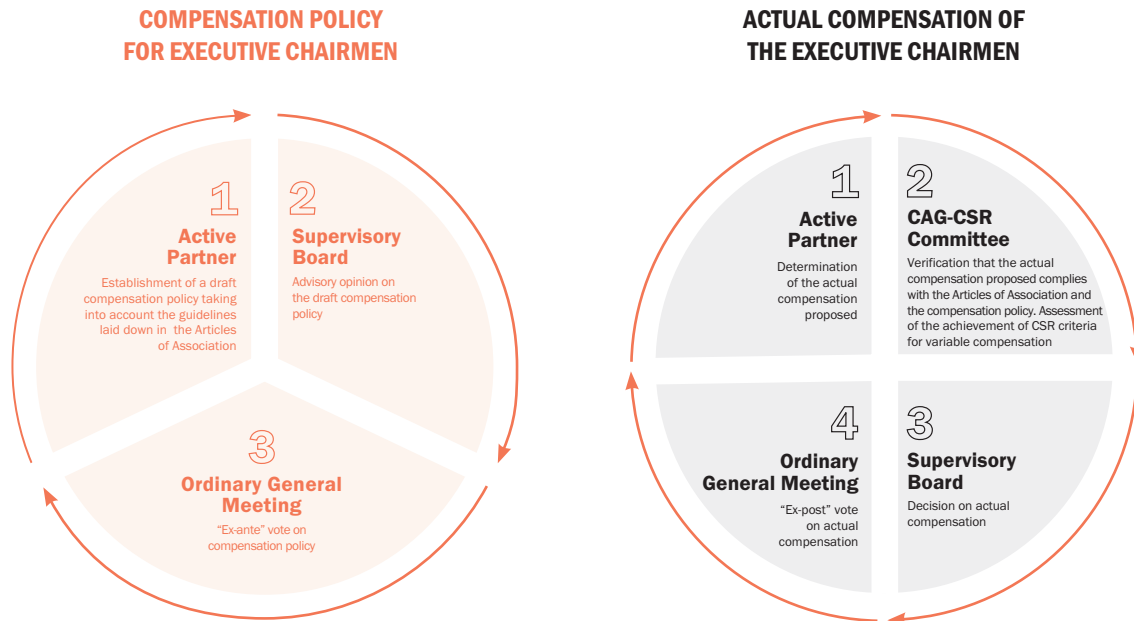 COMPENSATION POLICY
FOR EXECUTIVE CHAIRMEN
1
Active
Partner
Establishment of a draft
compensation policy taking
into account the guidelines
laid down in the Articles
of Association
2
Supervisory
Board
Advisory opinion on
the draft compensation
policy
3
Ordinary General
Meeting
“Ex-ante” vote on
compensation policy
ACTUAL COMPENSATION OF
THE EXECUTIVE CHAIRMEN
1
Active
Partner
Determination
of the actual
compensation
proposed
2
CAG-CSR
Committee
Verification that the actual
compensation proposed complies
with the Articles of Association and
the compensation policy. Assessment
of the achievement of CSR criteria
for variable compensation
3
Supervisory
Board
Decision on actual
compensation
4
Ordinary
General Meeting
“Ex-post” vote
on actual
compensation